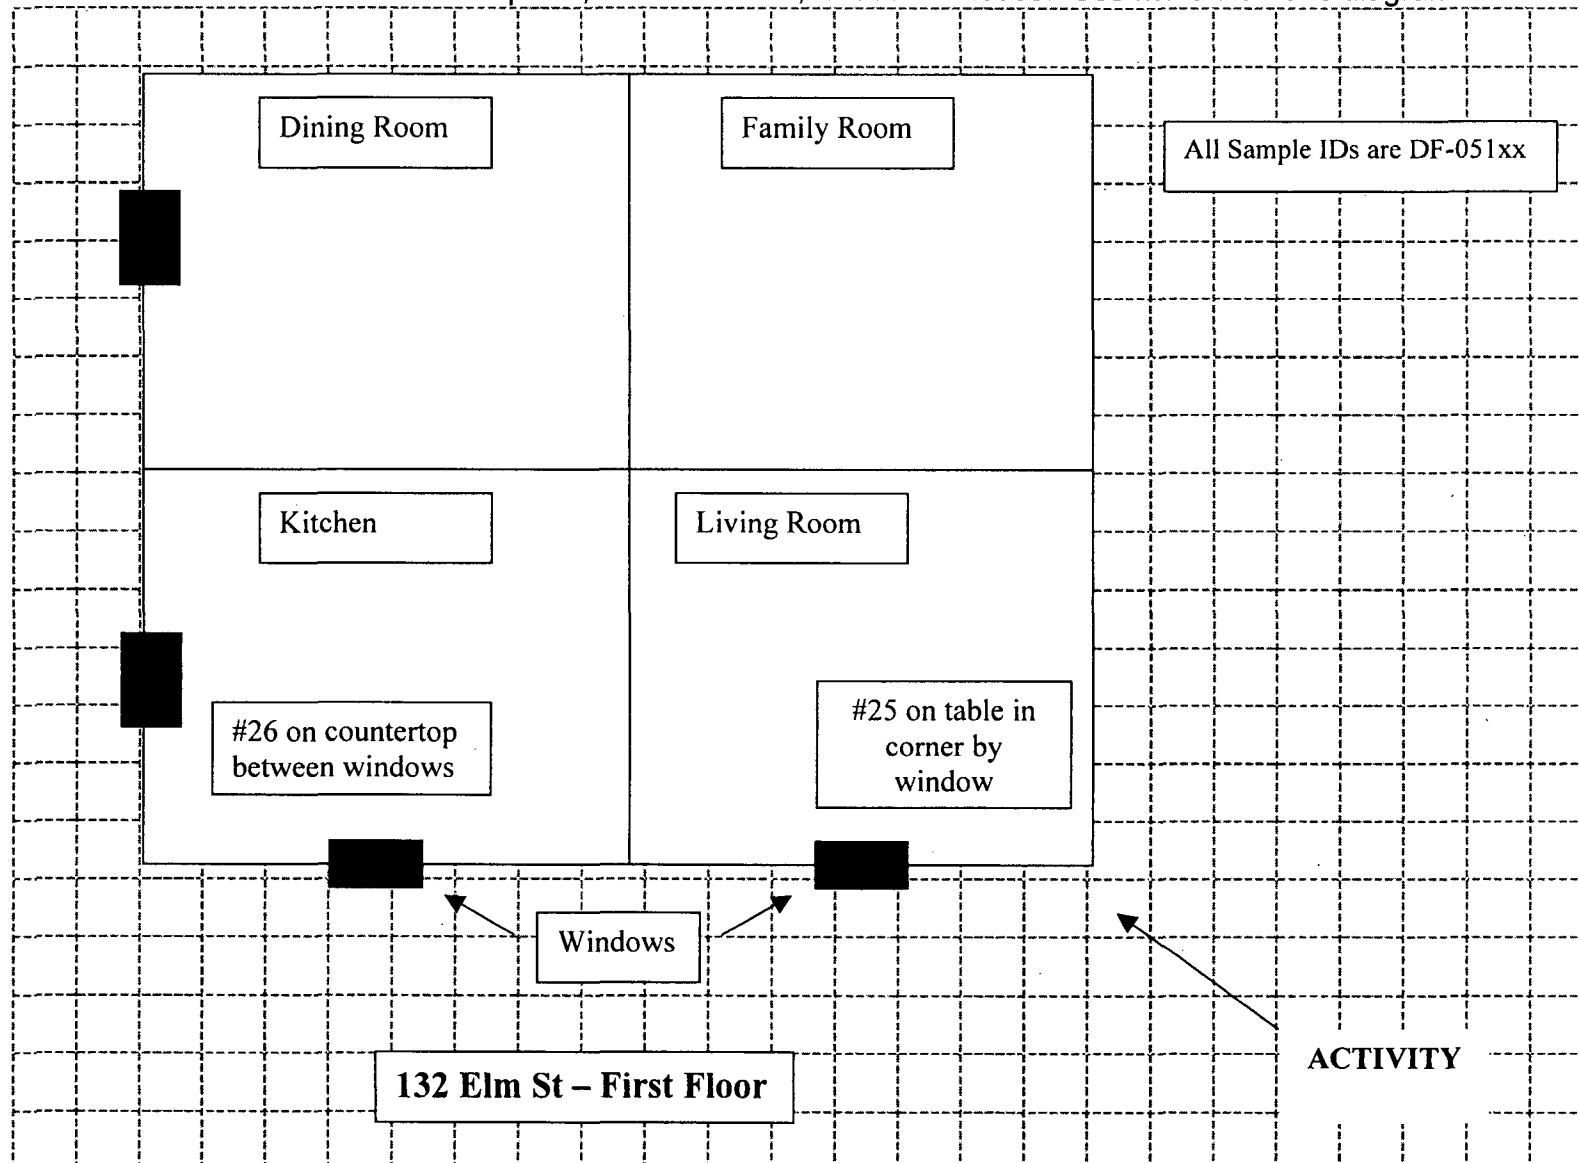 Dining Room
Family Room
All Sample IDs are DF-051xx
Kitchen
Living Room
#26 on countertop
between windows
#25 on table in
corner by
window
Windows
ACTIVITY
132 Elm St – First Floor